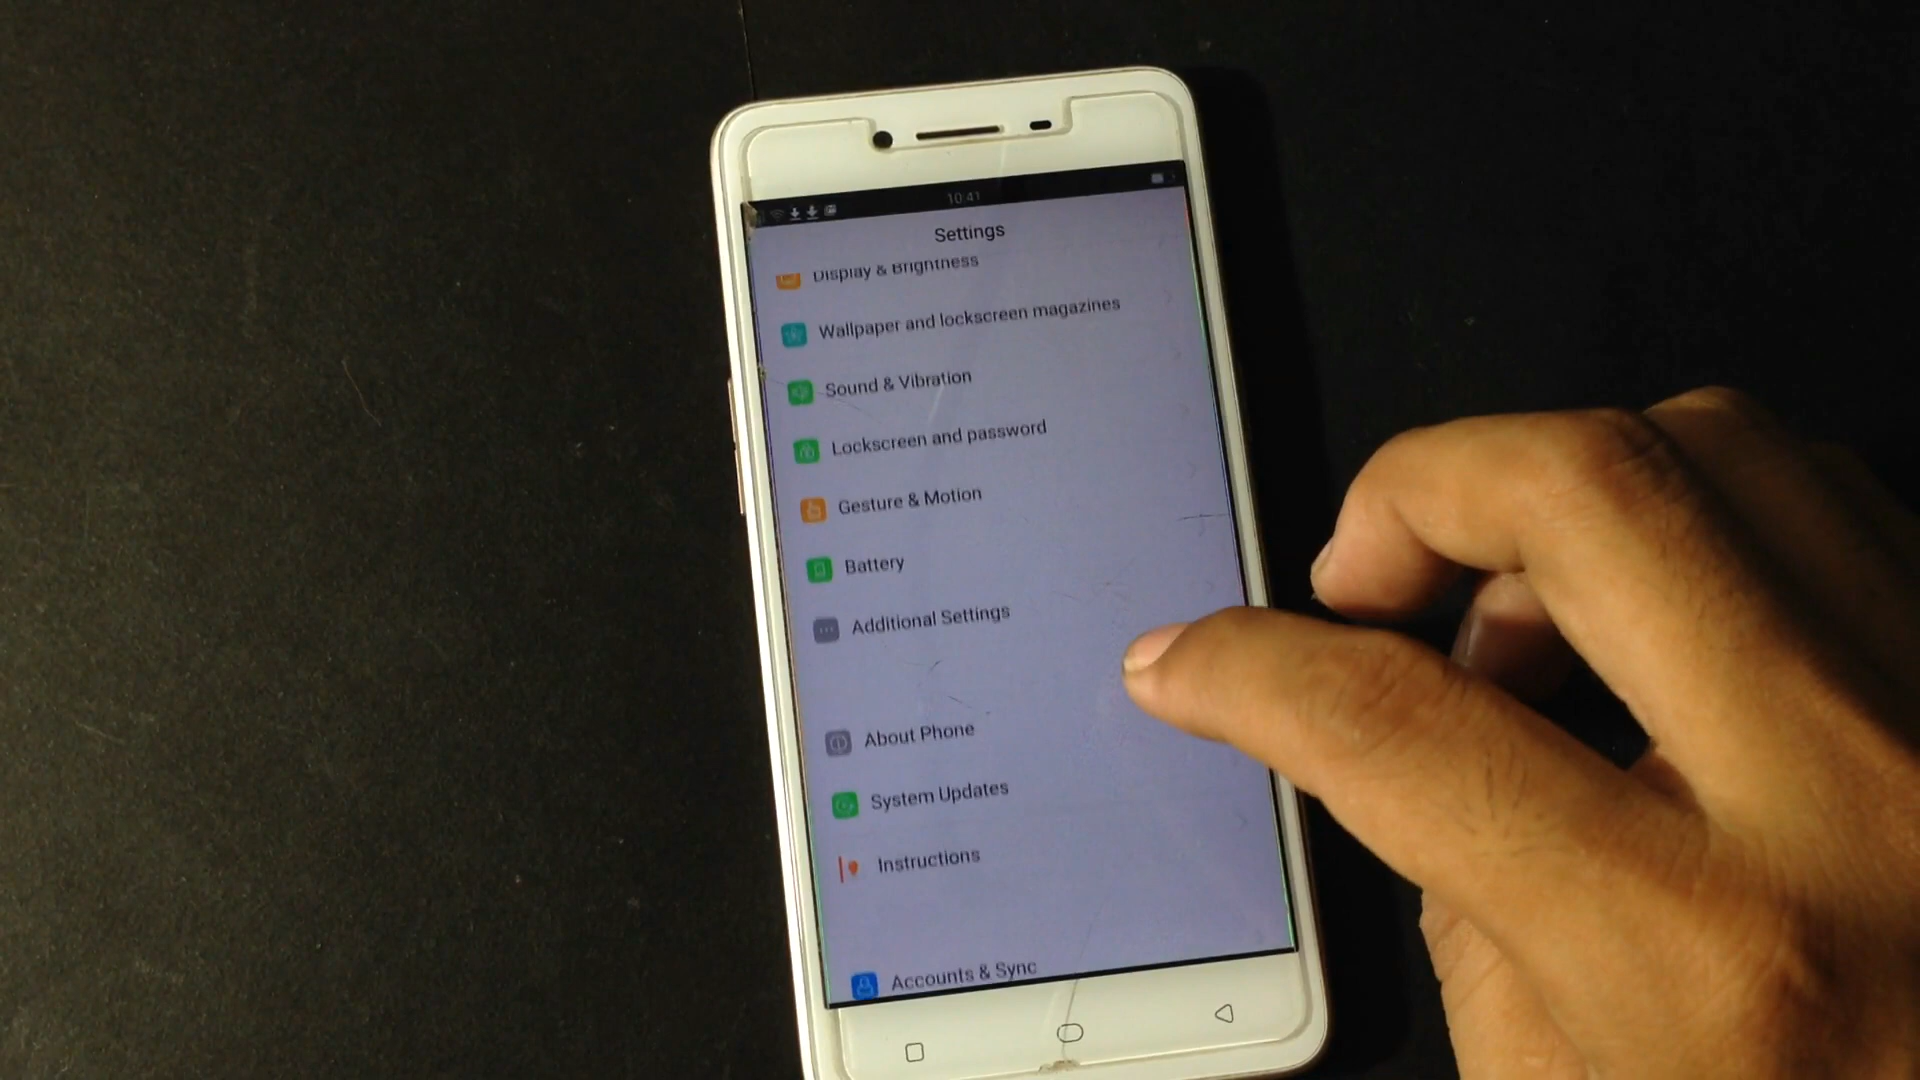 10:41
Settings
Display & Brightness
Wallpaper and lockscreen magazines
Sound & Vibration
Lockscreen and password
Gesture & Motion
Battery
Additional Settings
About Phone
System Updates
Instructions
Accounts & Sync